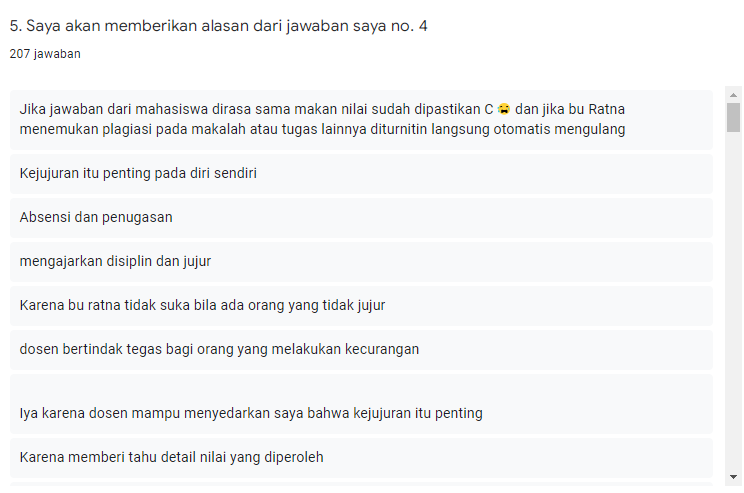 5. Saya akan memberikan alasan dari jawaban saya no. 4
207 jawaban
Jika jawaban dari mahasiswa dirasa sama makan nilai sudah dipastikan C 😭 dan jika bu Ratna
menemukan plagiasi pada makalah atau tugas lainnya diturnitin langsung otomatis mengulang
Kejujuran itu penting pada diri sendiri
Absensi dan penugasan
mengajarkan disiplin dan jujur
Karena bu ratna tidak suka bila ada orang yang tidak jujur
dosen bertindak tegas bagi orang yang melakukan kecurangan
Iya karena dosen mampu menyedarkan saya bahwa kejujuran itu penting
Karena memberi tahu detail nilai yang diperoleh